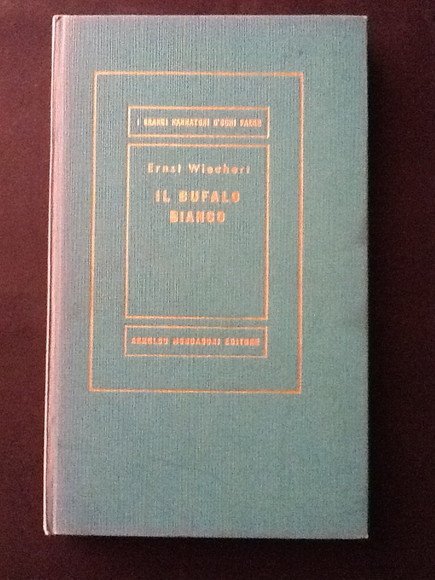 I GRANDI NARRATORI D'OGNI PAESE
Ernst Wiechert
IL BUFALO
BIANCO
ARNOLDO MONDADORI EDITORE